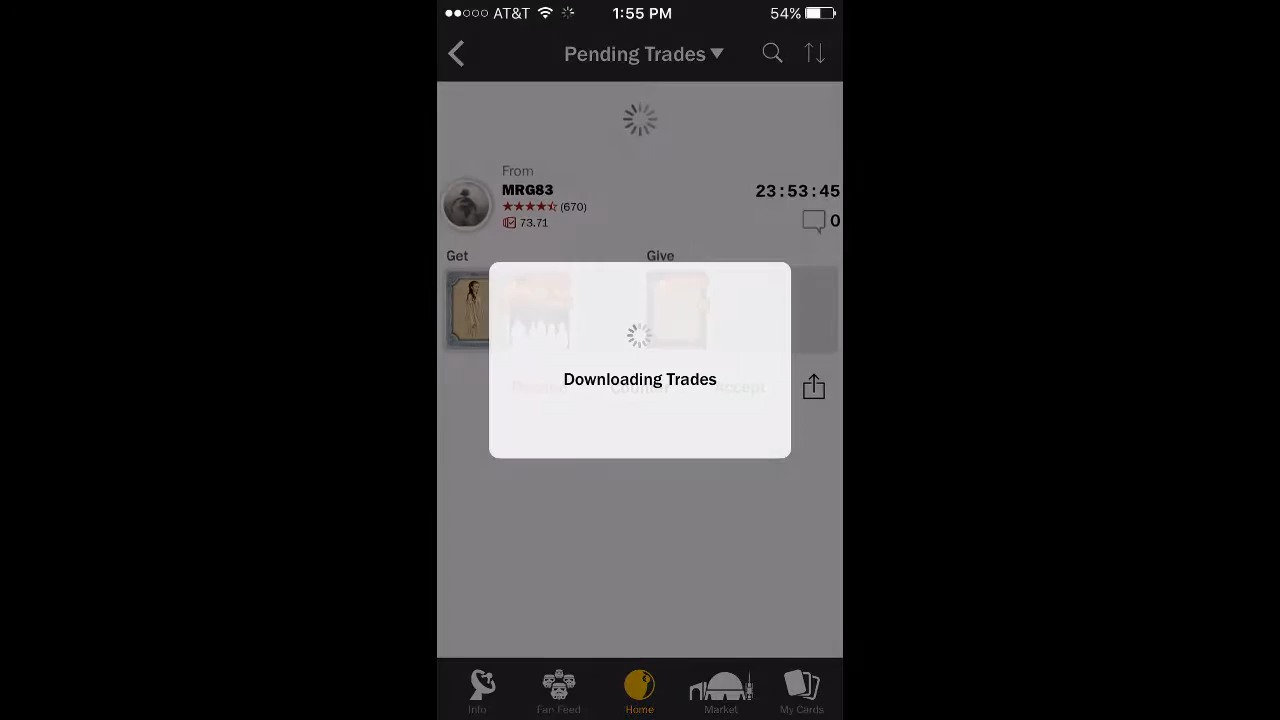 AT&T 1:55 PM 54%
Pending Trades
From
MRG83
(670)
73.71
23:53:45
0
Get Give
Downloading Trades
Accept
Info Fan Feed Home Market My Cards